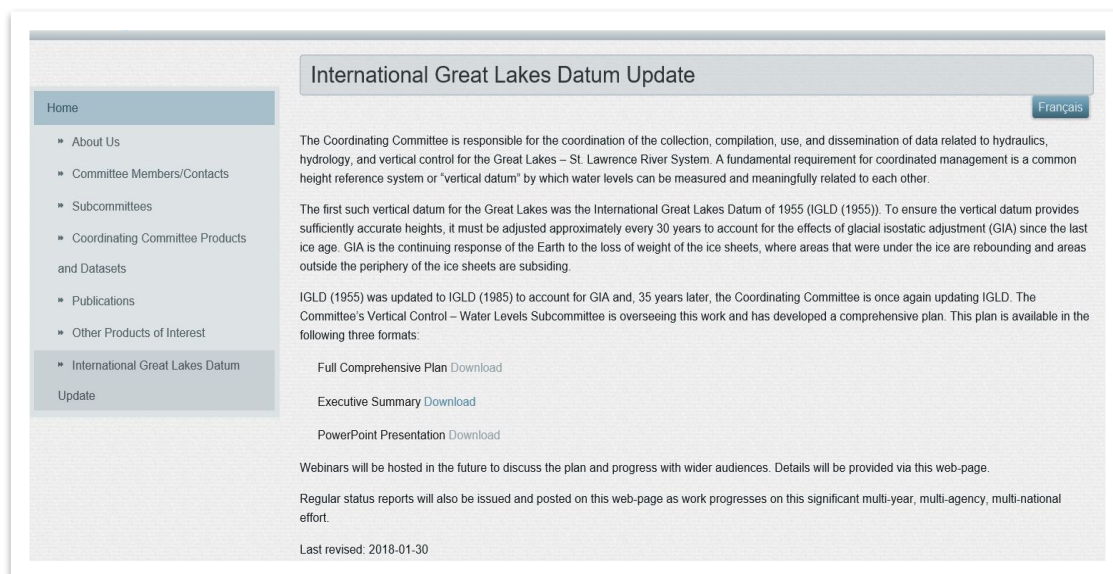 International Great Lakes Datum Update
Français
Home
» About Us
» Committee Members/Contacts
» Subcommittees
» Coordinating Committee Products
and Datasets
» Publications
» Other Products of Interest
» International Great Lakes Datum
Update
The Coordinating Committee is responsible for the coordination of the collection, compilation, use, and dissemination of data related to hydraulics,
hydrology, and vertical control for the Great Lakes – St. Lawrence River System. A fundamental requirement for coordinated management is a common
height reference system or “vertical datum” by which water levels can be measured and meaningfully related to each other.
The first such vertical datum for the Great Lakes was the International Great Lakes Datum of 1955 (IGLD (1955)). To ensure the vertical datum provides
sufficiently accurate heights, it must be adjusted approximately every 30 years to account for the effects of glacial isostatic adjustment (GIA) since the last
ice age. GIA is the continuing response of the Earth to the loss of weight of the ice sheets, where areas that were under the ice are rebounding and areas
outside the periphery of the ice sheets are subsiding.
IGLD (1955) was updated to IGLD (1985) to account for GIA and, 35 years later, the Coordinating Committee is once again updating IGLD. The
Committee’s Vertical Control – Water Levels Subcommittee is overseeing this work and has developed a comprehensive plan. This plan is available in the
following three formats:
Full Comprehensive Plan Download
Executive Summary Download
PowerPoint Presentation Download
Webinars will be hosted in the future to discuss the plan and progress with wider audiences. Details will be provided via this web-page.
Regular status reports will also be issued and posted on this web-page as work progresses on this significant multi-year, multi-agency, multi-national
effort.
Last revised: 2018-01-30